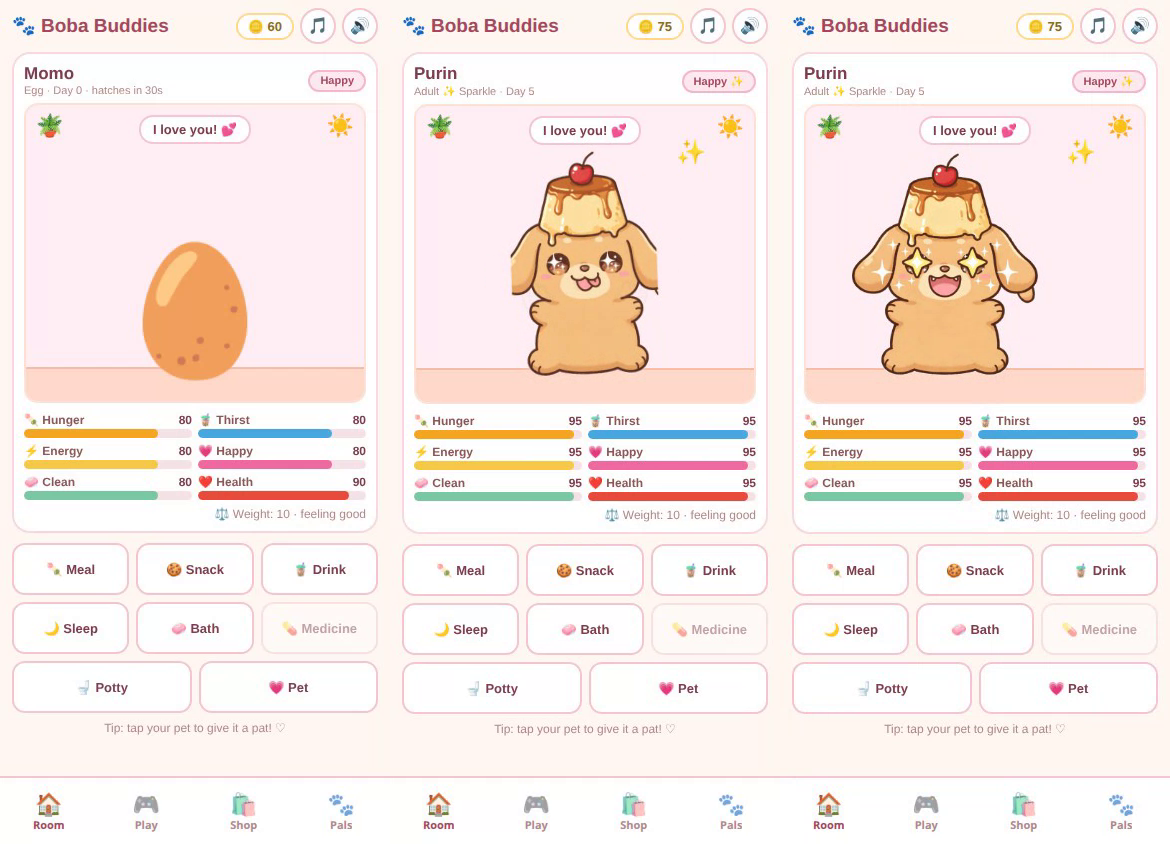 Boba Buddies
60
Momo
Egg · Day 0 · hatches in 30s
Happy
I love you!
Hunger 80
Thirst 80
Energy 80
Happy 80
Clean 80
Health 90
Weight: 10 · feeling good
Meal
Snack
Drink
Sleep
Bath
Medicine
Potty
Pet
Tip: tap your pet to give it a pat! ♡
Room
Play
Shop
Pals
Boba Buddies
75
Purin
Adult ✨ Sparkle · Day 5
Happy ✨
I love you!
Hunger 95
Thirst 95
Energy 95
Happy 95
Clean 95
Health 95
Weight: 10 · feeling good
Meal
Snack
Drink
Sleep
Bath
Medicine
Potty
Pet
Tip: tap your pet to give it a pat! ♡
Room
Play
Shop
Pals
Boba Buddies
75
Purin
Adult ✨ Sparkle · Day 5
Happy ✨
I love you!
Hunger 95
Thirst 95
Energy 95
Happy 95
Clean 95
Health 95
Weight: 10 · feeling good
Meal
Snack
Drink
Sleep
Bath
Medicine
Potty
Pet
Tip: tap your pet to give it a pat! ♡
Room
Play
Shop
Pals